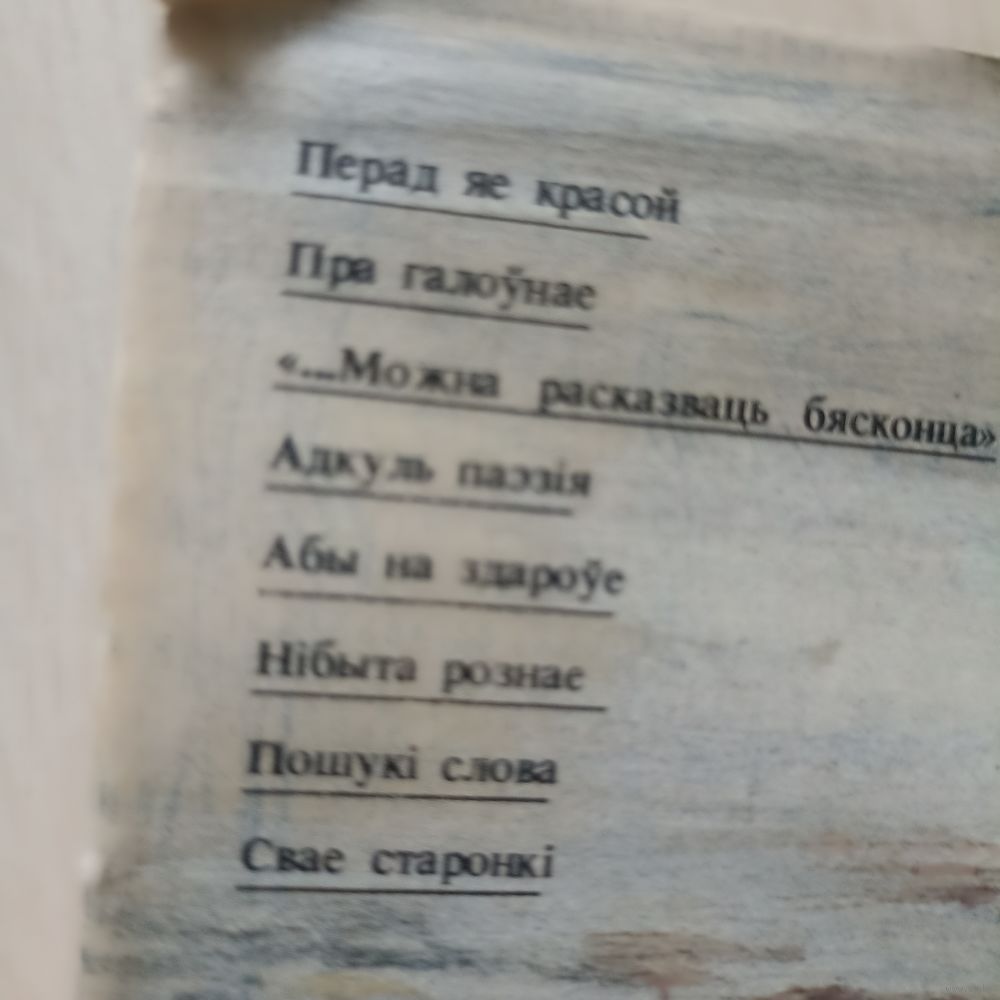 Перад яе красой
Пра галоўнае
«...Можна расказваць бясконца»
Адкуль паэзія
Абы на здароўе
Нібыта рознае
Пошукі слова
Свае старонкі